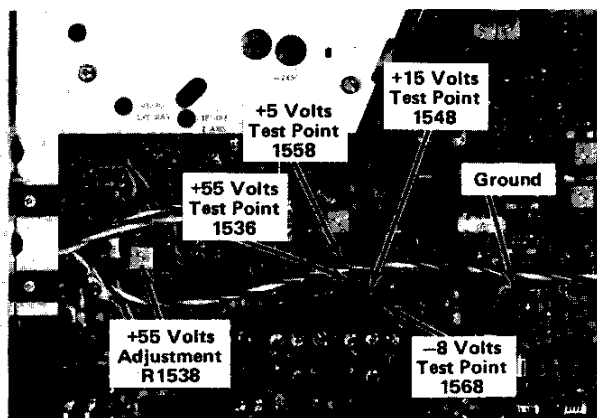 +15 Volts
Test Point
1548
+5 Volts
Test Point
1558
+55 Volts
Test Point
1536
Ground
+55 Volts
Adjustment
R1538
−8 Volts
Test Point
1568